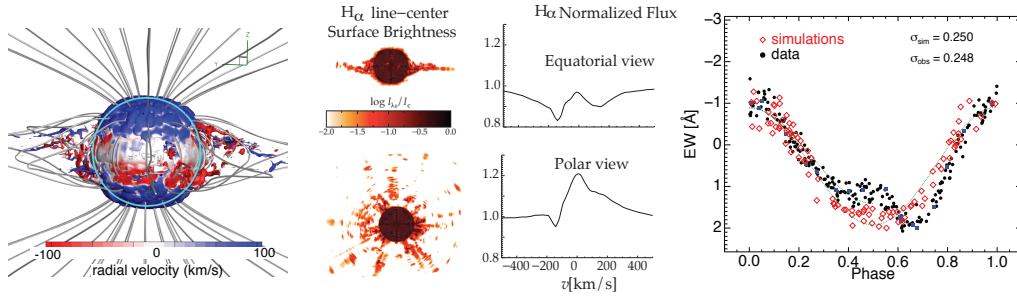 Z
Y
-100
0
100
radial velocity (km/s)
Hα line-center
Surface Brightness
log Iλo/Ic
-2.0
-1.5
-1.0
-0.5
0.0
Hα Normalized Flux
1.2
Equatorial view
1.0
0.8
1.2
Polar view
1.0
0.8
-400
-200
0
200
400
v[km/s]
-3
-2
-1
0
1
2
EW [Å]
simulations
data
σsim = 0.250
σobs = 0.248
0.0
0.2
0.4
0.6
0.8
1.0
Phase